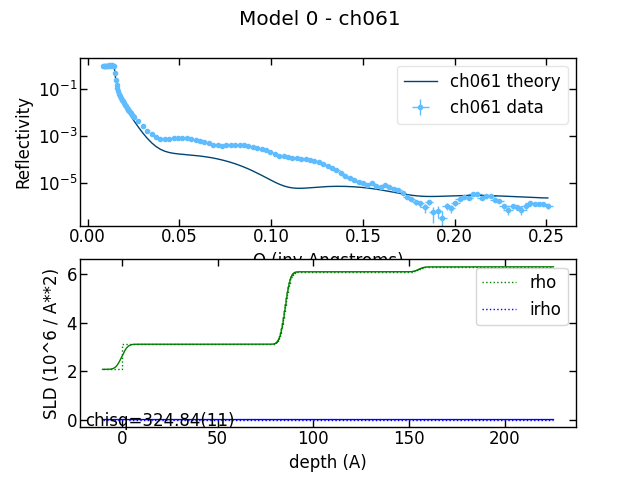 Model 0 - ch061
Reflectivity
10^-1
10^-3
10^-5
ch061 theory
ch061 data
0.00 0.05 0.10 0.15 0.20 0.25
Q (inv Angstroms)
SLD (10^6 / A**2)
6
4
2
0
rho
irho
chisq=324.84(11)
0 50 100 150 200
depth (A)